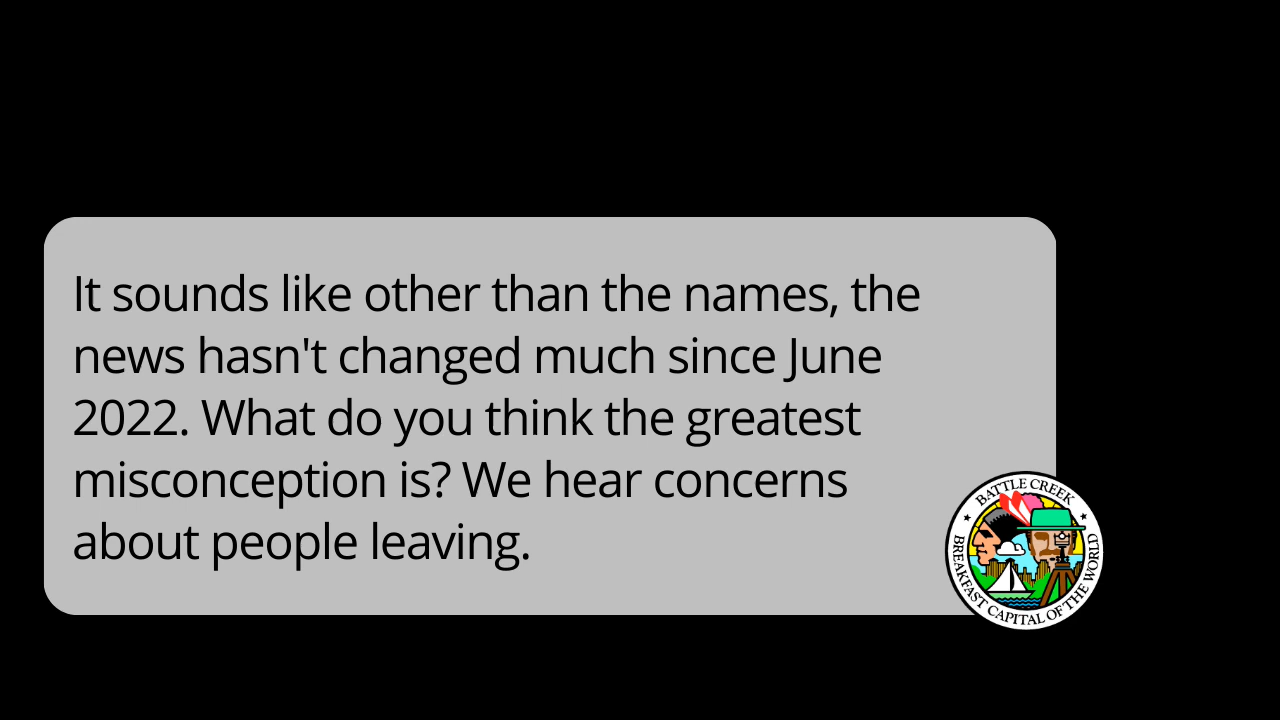 It sounds like other than the names, the
news hasn't changed much since June
2022. What do you think the greatest
misconception is? We hear concerns
about people leaving.
BATTLE CREEK
BREAKFAST CAPITAL OF THE WORLD